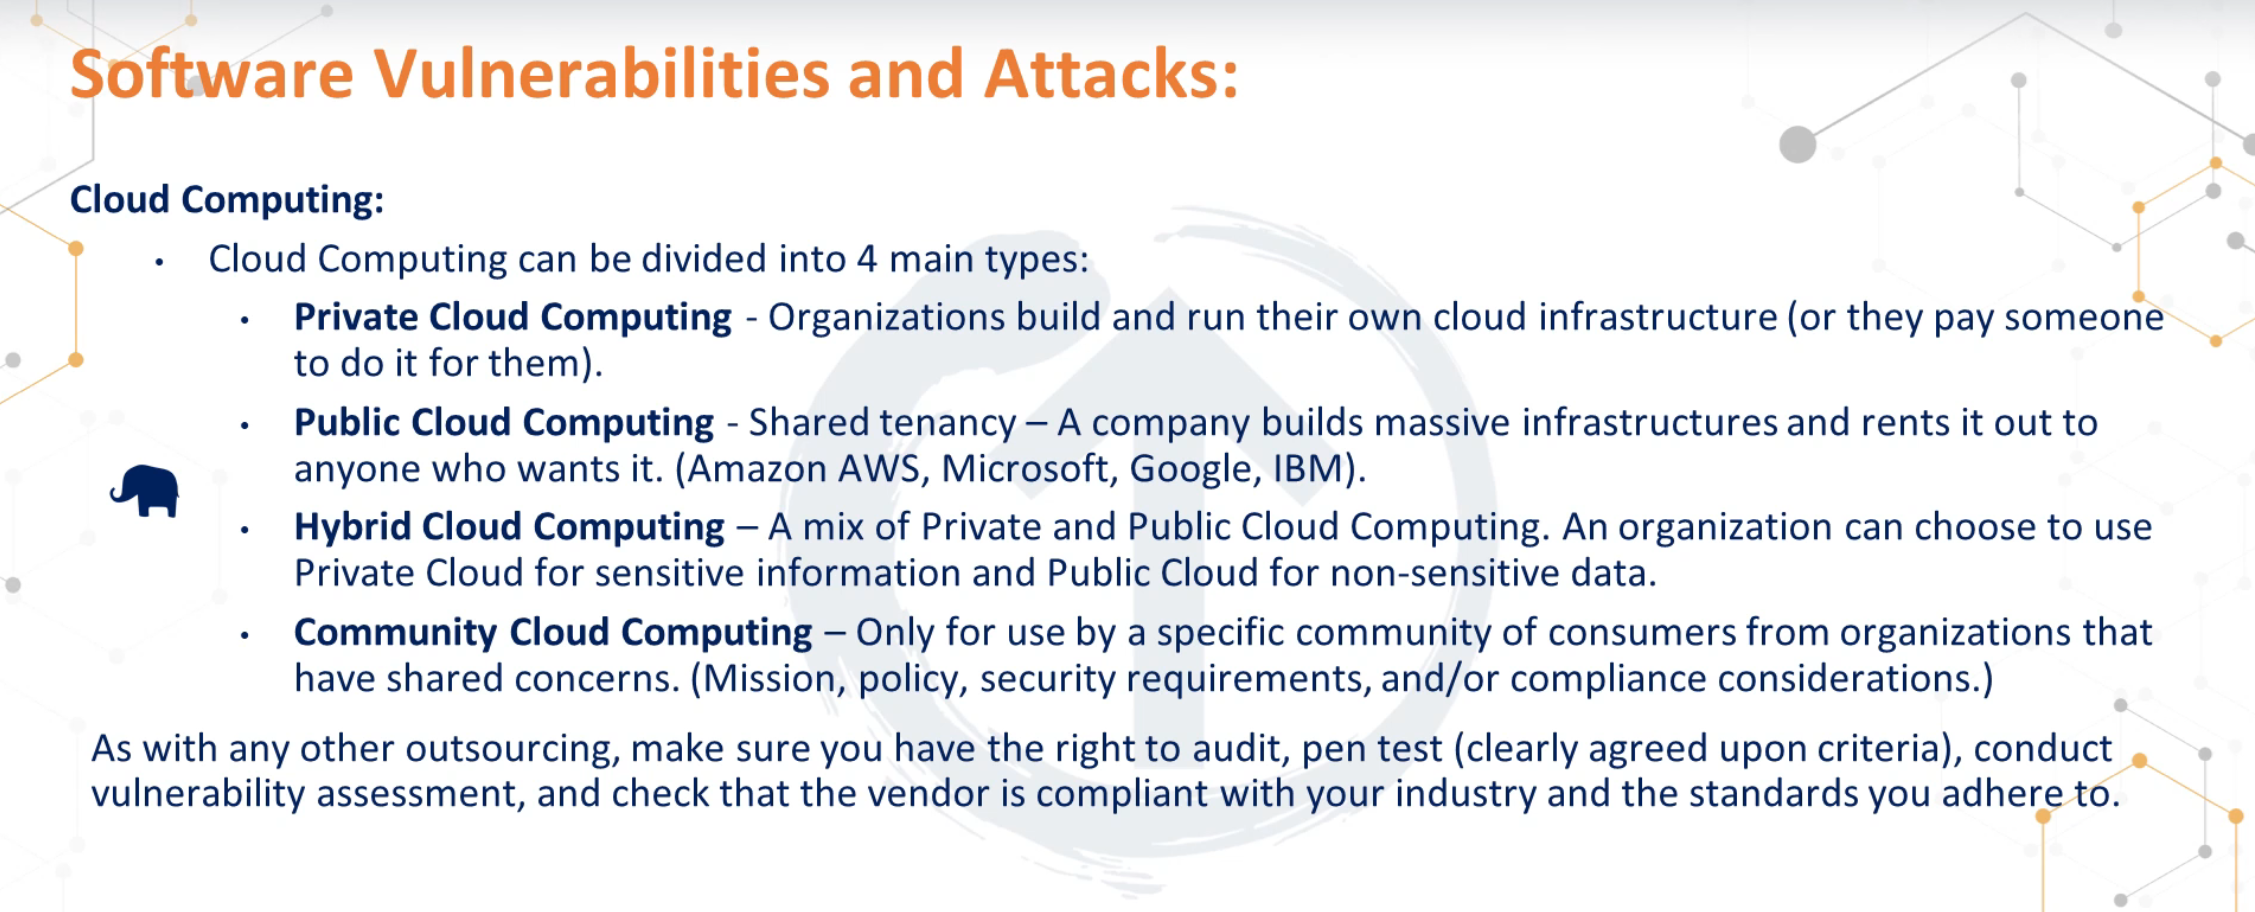 Software Vulnerabilities and Attacks:
Cloud Computing:
• Cloud Computing can be divided into 4 main types:
• Private Cloud Computing - Organizations build and run their own cloud infrastructure (or they pay someone
to do it for them).
• Public Cloud Computing - Shared tenancy – A company builds massive infrastructures and rents it out to
anyone who wants it. (Amazon AWS, Microsoft, Google, IBM).
• Hybrid Cloud Computing – A mix of Private and Public Cloud Computing. An organization can choose to use
Private Cloud for sensitive information and Public Cloud for non-sensitive data.
• Community Cloud Computing – Only for use by a specific community of consumers from organizations that
have shared concerns. (Mission, policy, security requirements, and/or compliance considerations.)
As with any other outsourcing, make sure you have the right to audit, pen test (clearly agreed upon criteria), conduct
vulnerability assessment, and check that the vendor is compliant with your industry and the standards you adhere to.